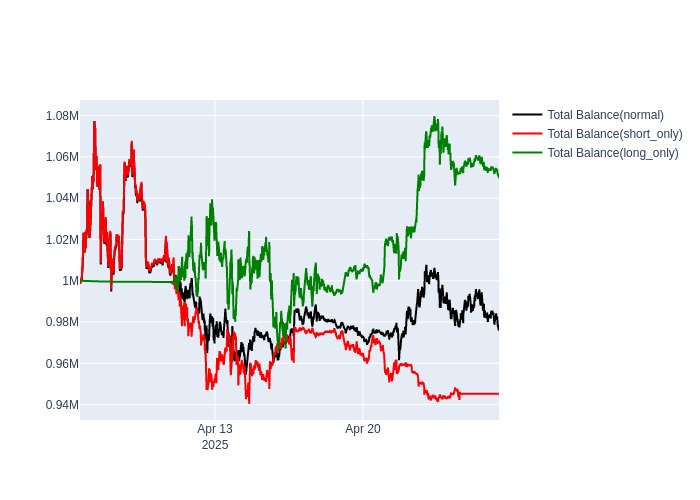 1.08M
1.06M
1.04M
1.02M
1M
0.98M
0.96M
0.94M
Apr 13
2025
Apr 20
Total Balance(normal)
Total Balance(short_only)
Total Balance(long_only)